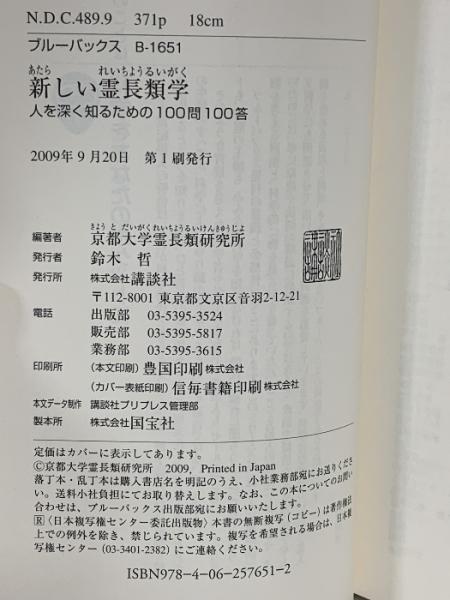 N.D.C.489.9 371p 18cm
ブルーバックス B-1651
あたら れいちょうるいがく
新しい霊長類学
人を深く知るための100問100答
2009年9月20日 第1刷発行
きょうとだいがくれいちょうるいけんきゅうじょ
編著者 京都大学霊長類研究所
発行者 鈴木 哲
発行所 株式会社講談社
〒112-8001 東京都文京区音羽2-12-21
電話 出版部 03-5395-3524
販売部 03-5395-5817
業務部 03-5395-3615
印刷所 (本文印刷)豊国印刷株式会社
(カバー表紙印刷)信毎書籍印刷株式会社
本文データ制作 講談社プリプレス管理部
製本所 株式会社国宝社
定価はカバーに表示してあります。
©京都大学霊長類研究所 2009, Printed in Japan
落丁本・乱丁本は購入書店名を明記のうえ、小社業務部宛にお送りくださ
い。送料小社負担にてお取り替えします。なお、この本についてのお問い
合わせは、ブルーバックス出版部宛にお願いいたします。
Ⓡ〈日本複写権センター委託出版物〉本書の無断複写(コピー)は著作権法
上での例外を除き、禁じられています。複写を希望される場合は、日本複
写権センター(03-3401-2382)にご連絡ください。
ISBN978-4-06-257651-2